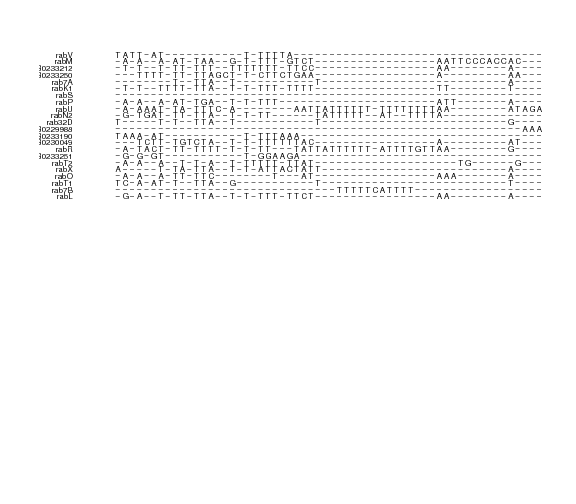 rabV TATT-AT-----------T-TTTTA-----------------------------------
rabM -A-A--A-AT-TAA--G-T-TTT-GTCT-----------------AATTCCCACCAC---
30233212 -T-T--T-TT-TTT--TTTTTTT-TTCC-----------------AA--------A----
30233250 ---TTTT-TT-TTAGCT-T-CTTCTGAA-----------------A---------AA---
rab7A --------T--TTA--T-----------T--------------------------A----
rabK1 -T-T--TTTT-TTA--T-T-TTT-TTTT-----------------TT--------T----
rabS ------------------------------------------------------------
rabP -A-A--A-AT-TGA--T-T-TTT----------------------ATT-------A----
rabU -A-AAAT-TA-TTTC-A--------AATTATTTTTT-TTTTTTTTAA--------ATAGA
rabN2 -G-TGAT-TT-TTA--T-T-TT------TATTTTT--AT--TTTTA--------------
rab32D T-------T-T-TTA--T----------T--------------------------G----
30229988 ---------------------------------------------------------AAA
30233190 TAAA-AT-----------T-TTTAAA----------------------------------
30230049 ---TCTT-TGTCTA--T-T-TTTTTTAC-----------------A---------AT---
rabR -A-TACT-TT-TTTT-T-T-TT---TATTATTTTTT-ATTTTGTTAA--------G----
30233251 -G-G-GT-----------T-GGAAGA----------------------------------
rabT2 -A-A--A--T-T-A--T-TTTTT-TTAT--------------------TG------G---
rabX A-----T-TA-TTA--T-T-ATTACTATT--------------------------A----
rabO -A-A--A-TT-TTC--------T---AT-----------------AAA-------A----
rabT1 TC-A-AT-T--TTA-G-----------T---------------------------T----
rab7B -------------------------------TTTTTCATTTT------------------
rabL -G-A--T-TT-TTA--T-T-TTT-TTCT-----------------AA--------A----